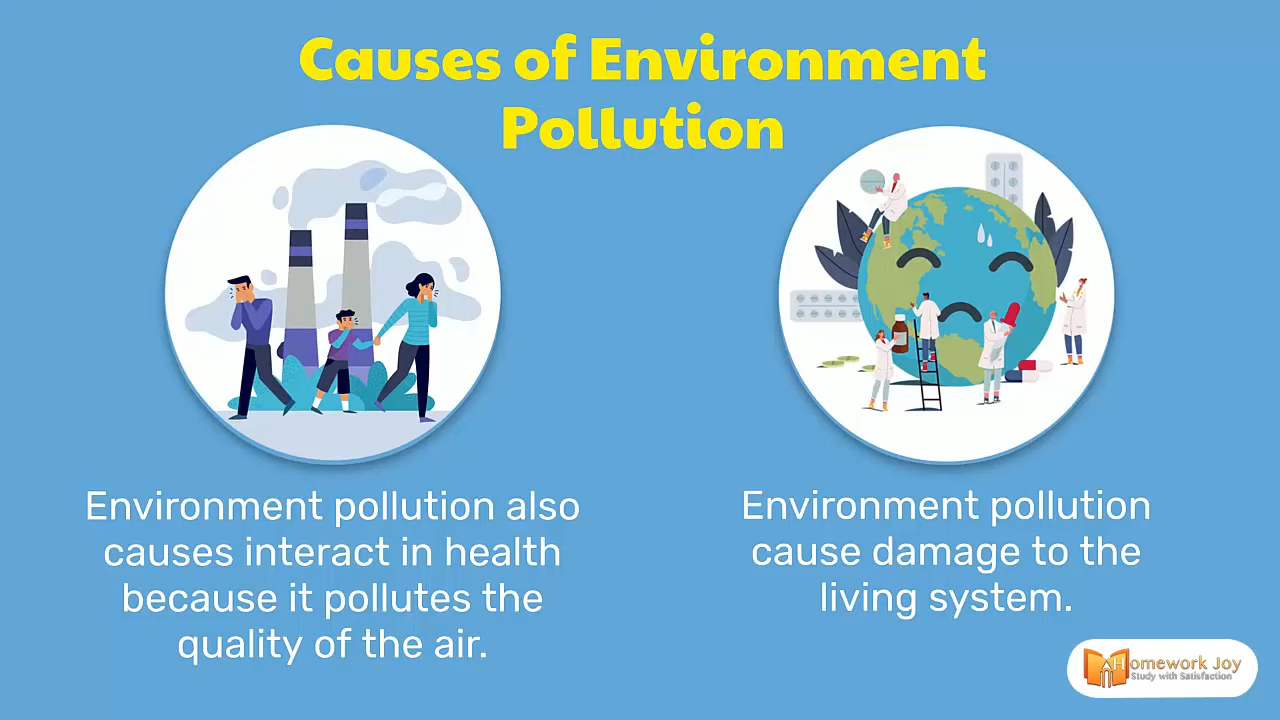 Causes of Environment
Pollution
Environment pollution also
causes interact in health
because it pollutes the
quality of the air.
Environment pollution
cause damage to the
living system.
Homework Joy
Study with Satisfaction